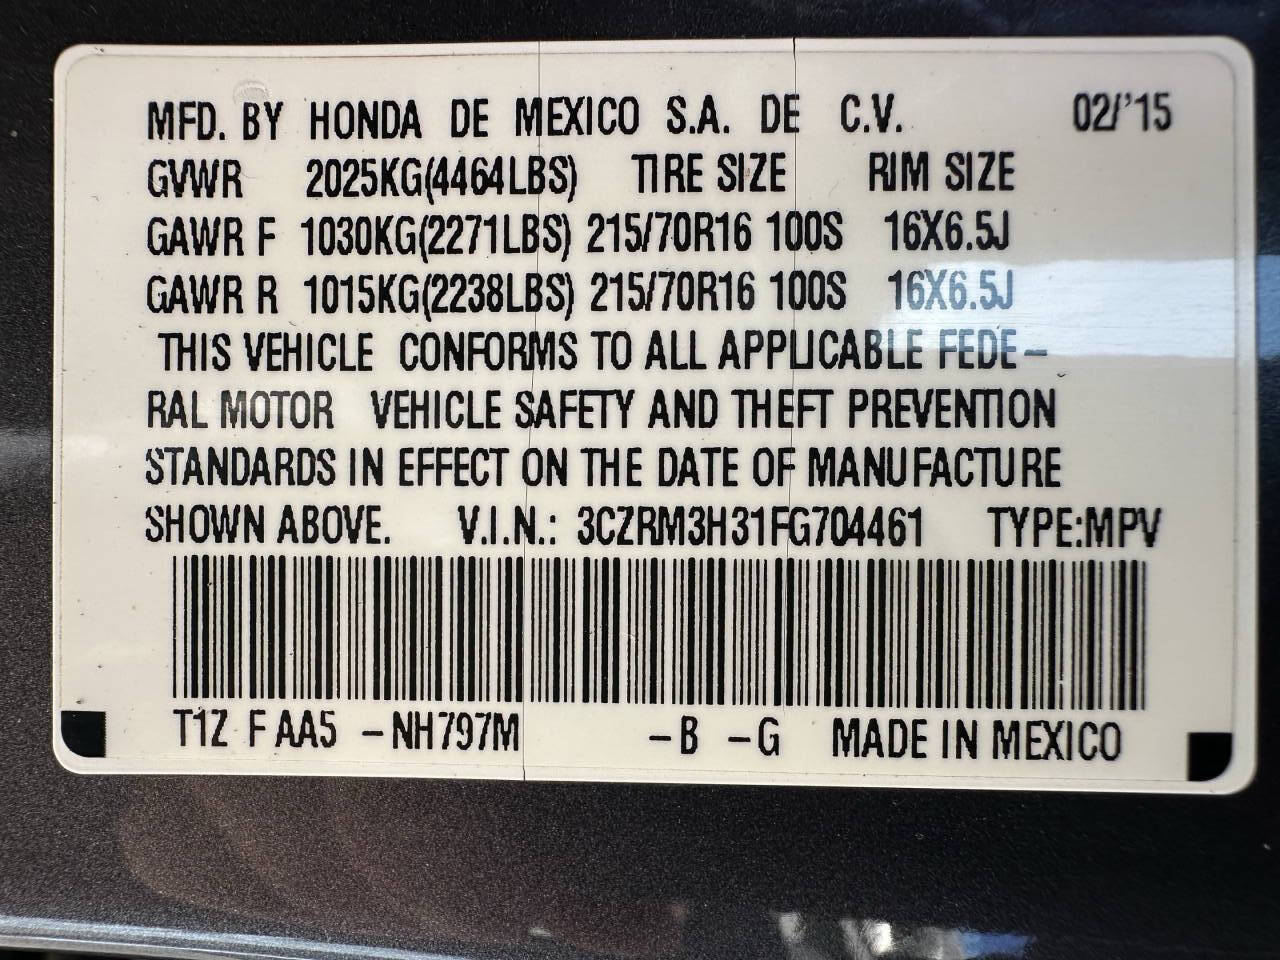 MFD. BY HONDA DE MEXICO S.A. DE C.V. 02/'15
GVWR 2025KG(4464LBS) TIRE SIZE RIM SIZE
GAWR F 1030KG(2271LBS) 215/70R16 100S 16X6.5J
GAWR R 1015KG(2238LBS) 215/70R16 100S 16X6.5J
THIS VEHICLE CONFORMS TO ALL APPLICABLE FEDE-
RAL MOTOR VEHICLE SAFETY AND THEFT PREVENTION
STANDARDS IN EFFECT ON THE DATE OF MANUFACTURE
SHOWN ABOVE. V.I.N.: 3CZRM3H31FG704461 TYPE:MPV
T1Z F AA5 -NH797M -B -G MADE IN MEXICO